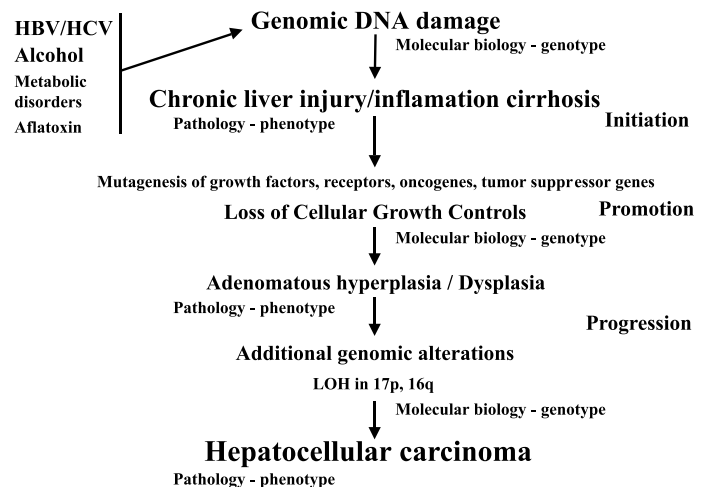 HBV/HCV
Alcohol
Metabolic
disorders
Aflatoxin
Genomic DNA damage
Molecular biology - genotype
Chronic liver injury/inflamation cirrhosis
Pathology - phenotype
Initiation
Mutagenesis of growth factors, receptors, oncogenes, tumor suppressor genes
Loss of Cellular Growth Controls
Promotion
Molecular biology - genotype
Adenomatous hyperplasia / Dysplasia
Pathology - phenotype
Progression
Additional genomic alterations
LOH in 17p, 16q
Molecular biology - genotype
Hepatocellular carcinoma
Pathology - phenotype